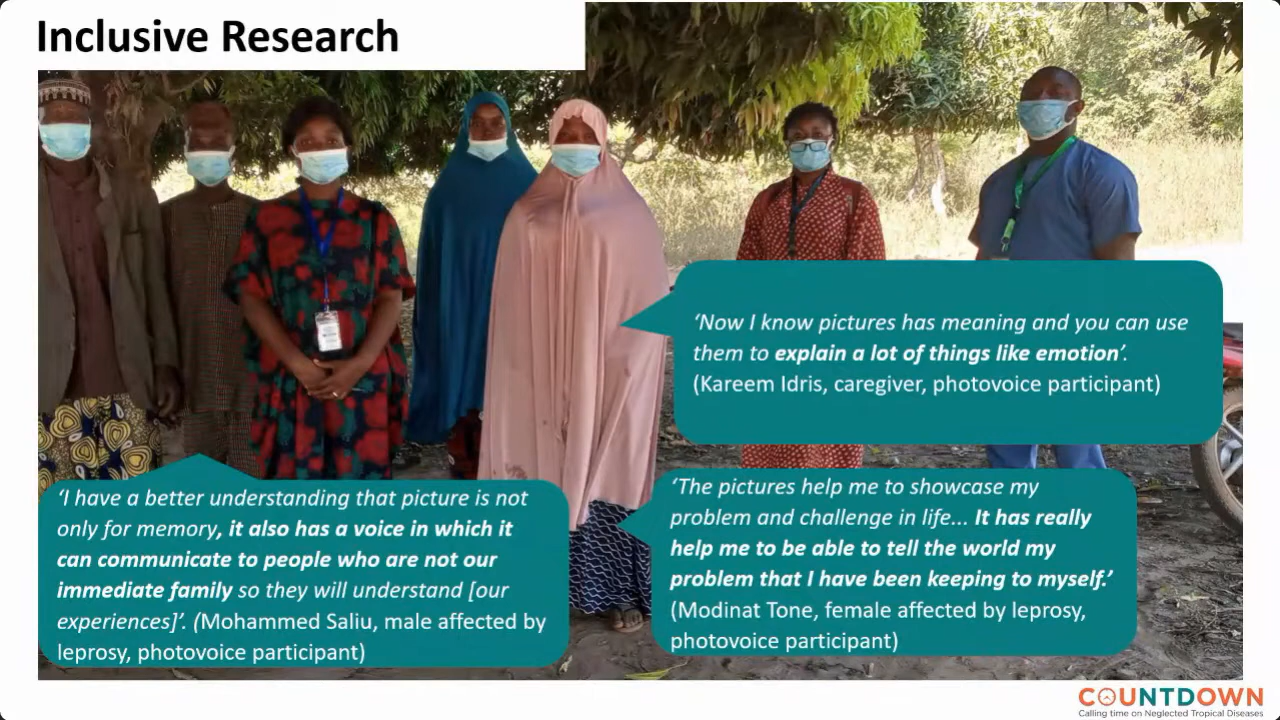 Inclusive Research
‘Now I know pictures has meaning and you can use
them to explain a lot of things like emotion’.
(Kareem Idris, caregiver, photovoice participant)
‘I have a better understanding that picture is not
only for memory, it also has a voice in which it
can communicate to people who are not our
immediate family so they will understand [our
experiences]’. (Mohammed Saliu, male affected by
leprosy, photovoice participant)
‘The pictures help me to showcase my
problem and challenge in life... It has really
help me to be able to tell the world my
problem that I have been keeping to myself.’
(Modinat Tone, female affected by leprosy,
photovoice participant)
COUNTDOWN
Calling time on Neglected Tropical Diseases